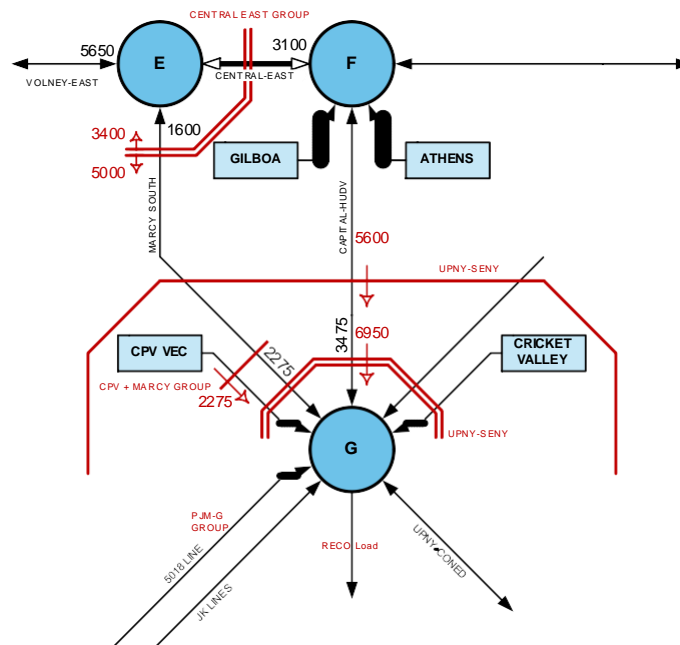 CENTRAL EAST GROUP
5650
E
3100
F
VOLNEY-EAST
CENTRAL-EAST
3400
1600
5000
GILBOA
ATHENS
MARCY SOUTH
CAPITAL-HUDV
5600
UPNY-SENY
CPV VEC
2275
3475
6950
CRICKET
VALLEY
CPV + MARCY GROUP
2275
UPNY-SENY
G
PJM-G
GROUP
5018 LINE
JK LINES
RECO Load
UPNY-CONED